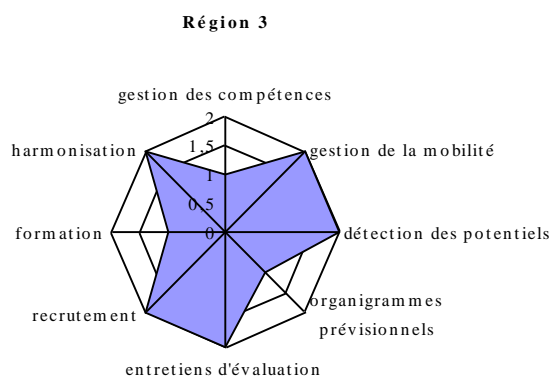 Région 3
gestion des compétences
2
harmonisation
1,5
gestion de la mobilité
1
0,5
formation
0
détection des potentiels
organigrammes
prévisionnels
recrutement
entretiens d'évaluation